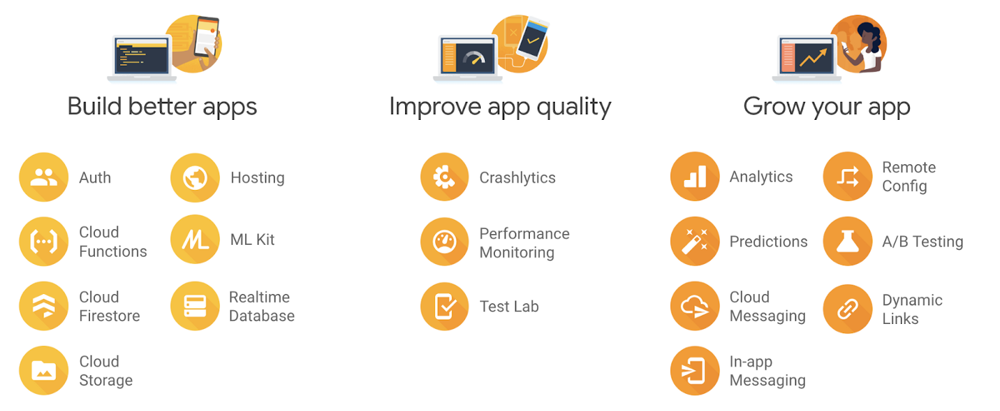 Build better apps
Auth
Hosting
Cloud
Functions
ML Kit
Cloud
Firestore
Realtime
Database
Cloud
Storage
Improve app quality
Crashlytics
Performance
Monitoring
Test Lab
Grow your app
Analytics
Remote
Config
Predictions
A/B Testing
Cloud
Messaging
Dynamic
Links
In-app
Messaging